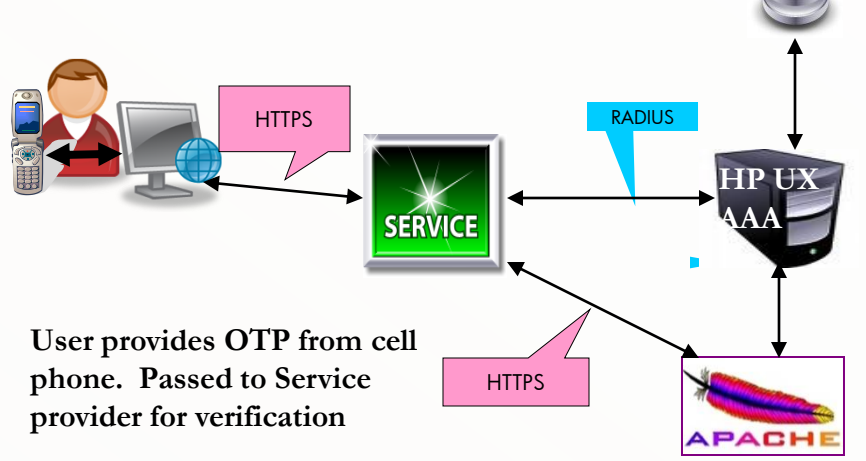 HTTPS
RADIUS
HP UX
AAA
SERVICE
User provides OTP from cell
phone. Passed to Service
provider for verification
HTTPS
APACHE